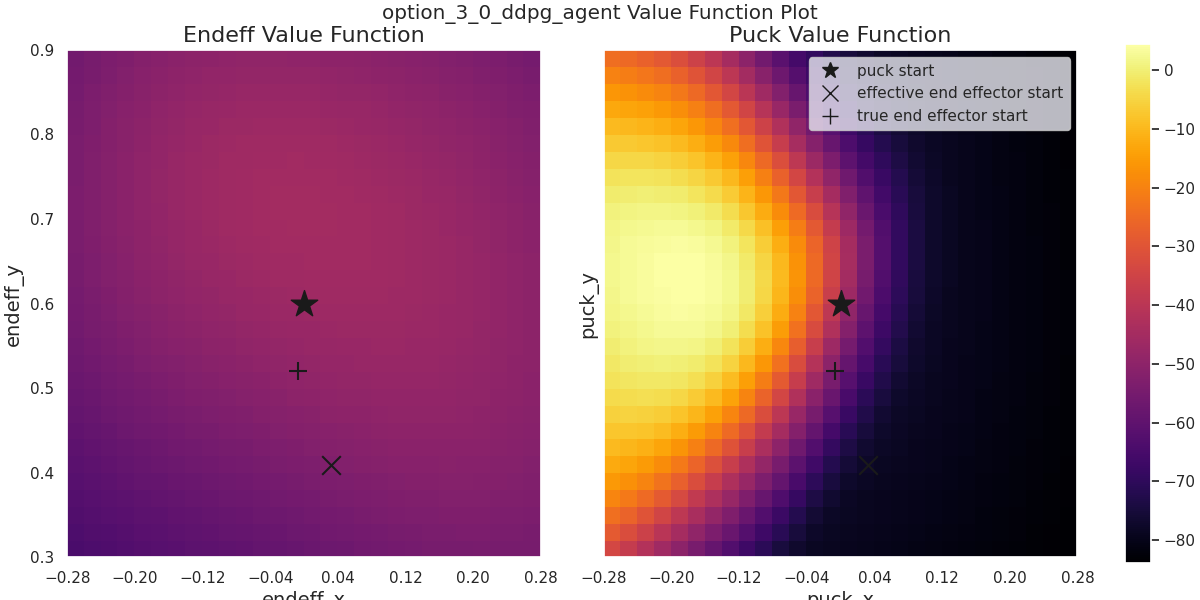 option_3_0_ddpg_agent Value Function Plot
Endeff Value Function
Puck Value Function
0.9
0.8
0.7
0.6
0.5
0.4
0.3
endeff_y
−0.28 −0.20 −0.12 −0.04 0.04 0.12 0.20 0.28
endeff_x
puck start
effective end effector start
true end effector start
puck_y
−0.28 −0.20 −0.12 −0.04 0.04 0.12 0.20 0.28
puck_x
0
−10
−20
−30
−40
−50
−60
−70
−80